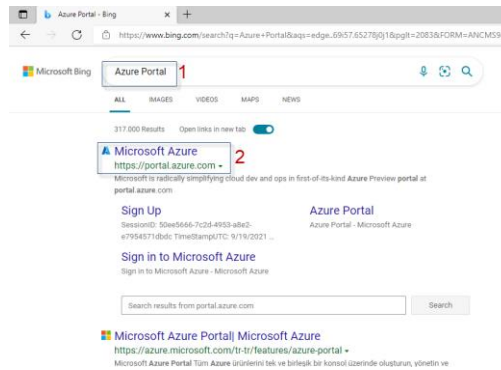 Azure Portal - Bing
https://www.bing.com/search?q=Azure+Portal&aqs=edge..69i57.65278j0j1&pglt=2083&FORM=ANCMS9
Microsoft Bing
Azure Portal
1
ALL IMAGES VIDEOS MAPS NEWS
317.000 Results Open links in new tab
Microsoft Azure
https://portal.azure.com
2
Microsoft is radically simplifying cloud dev and ops in first-of-its-kind Azure Preview portal at
portal.azure.com
Sign Up
SessionID: 50ee5666-7c2d-4953-a8e2-
e7954571dbdc TimeStampUTC: 9/19/2021 ...
Azure Portal
Azure Portal - Microsoft Azure
Sign in to Microsoft Azure
Sign in to Microsoft Azure - Microsoft Azure
Search results from portal.azure.com
Search
Microsoft Azure Portal| Microsoft Azure
https://azure.microsoft.com/tr-tr/features/azure-portal
Microsoft Azure Portal Tüm Azure ürünlerini tek ve birleşik bir konsol üzerinde oluşturun, yönetin ve